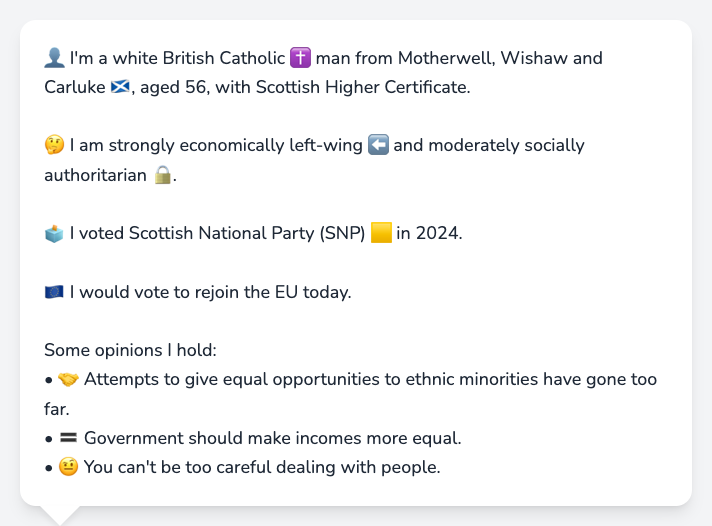 👤 I'm a white British Catholic ✝️ man from Motherwell, Wishaw and
Carluke 🏴󠁧󠁢󠁳󠁣󠁴󠁿, aged 56, with Scottish Higher Certificate.
🤔 I am strongly economically left-wing ⬅️ and moderately socially
authoritarian 🔒.
🗳️ I voted Scottish National Party (SNP) 🟨 in 2024.
🇪🇺 I would vote to rejoin the EU today.
Some opinions I hold:
• 🤝 Attempts to give equal opportunities to ethnic minorities have gone too
far.
• 🟰 Government should make incomes more equal.
• 🤨 You can't be too careful dealing with people.